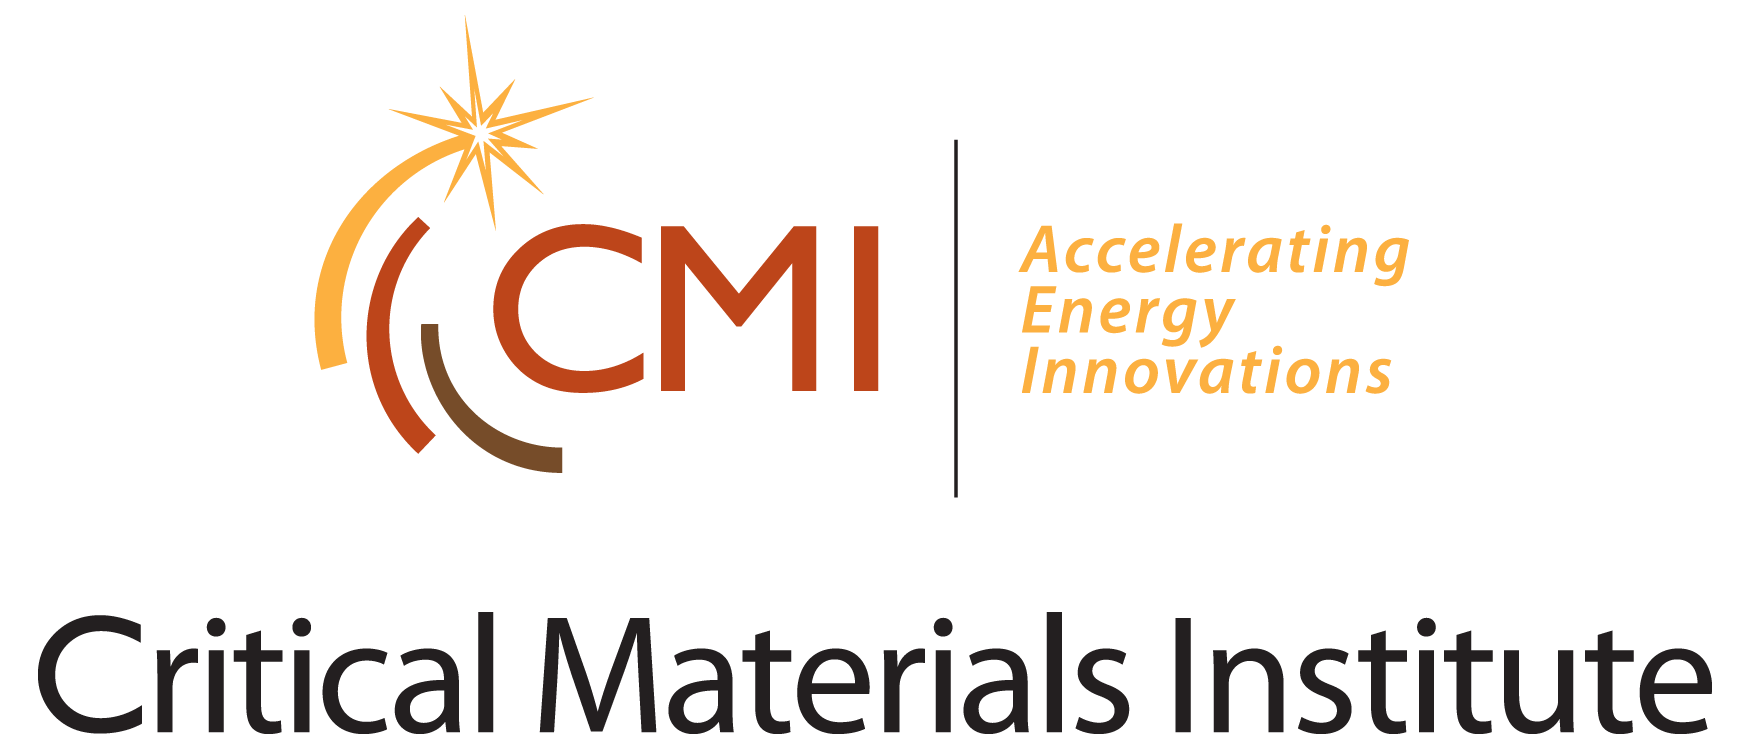 CMI
Accelerating
Energy
Innovations
Critical Materials Institute